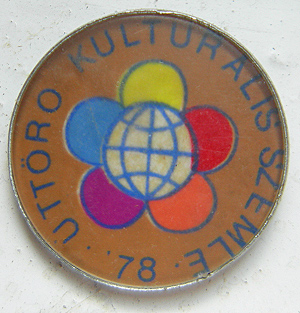 UTTÖRO KULTURALIS SZEMLE . '78 .